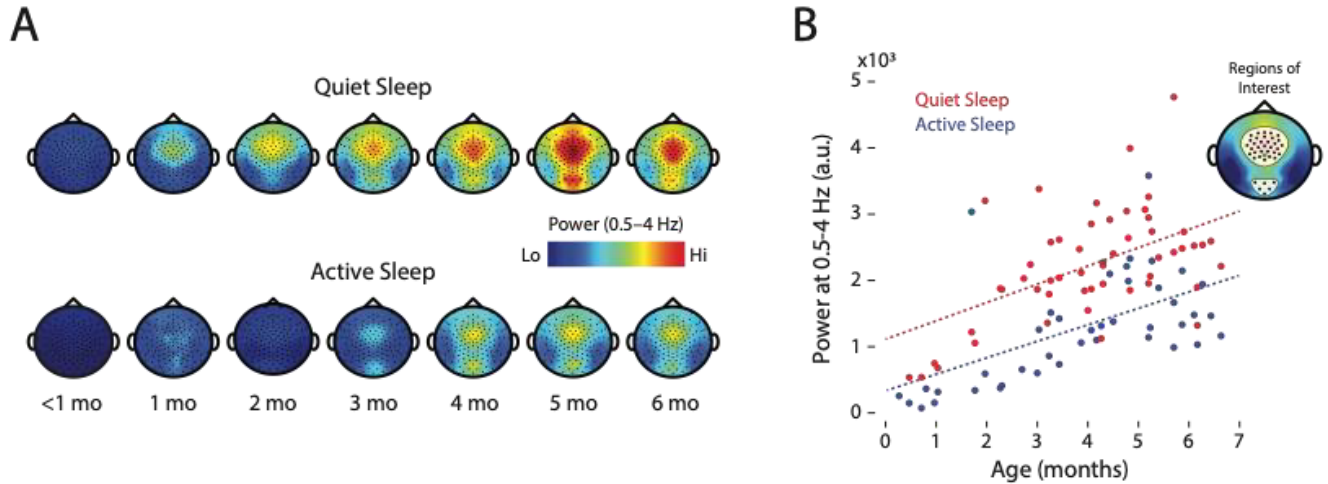 A
Quiet Sleep
Power (0.5–4 Hz)
Lo Hi
Active Sleep
<1 mo 1 mo 2 mo 3 mo 4 mo 5 mo 6 mo
B
x10³
5
4
3
2
1
0
Power at 0.5–4 Hz (a.u.)
Quiet Sleep
Active Sleep
Regions of
Interest
0 1 2 3 4 5 6 7
Age (months)